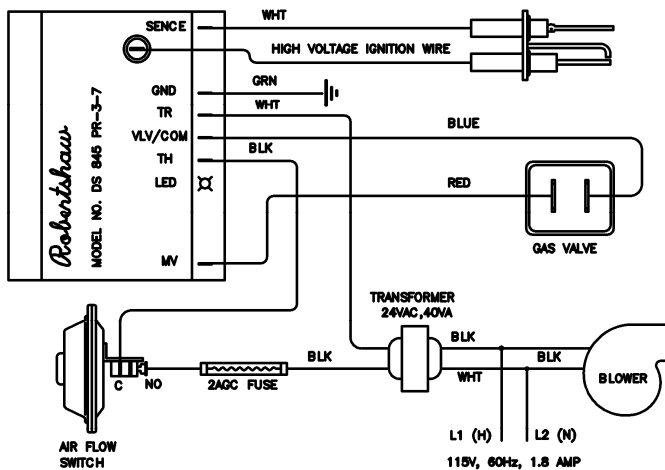 WHT
SENCE
HIGH VOLTAGE IGNITION WIRE
GRN
GND
WHT
TR
BLUE
VLV/COM
BLK
TH
LED
RED
GAS VALVE
MV
Robertshaw
MODEL NO. DS 845 PR-3-7
TRANSFORMER
24VAC,40VA
BLK
BLK
BLK
WHT
BLOWER
C
NO
2AGC FUSE
AIR FLOW
SWITCH
L1 (H)
L2 (N)
115V, 60Hz, 1.8 AMP